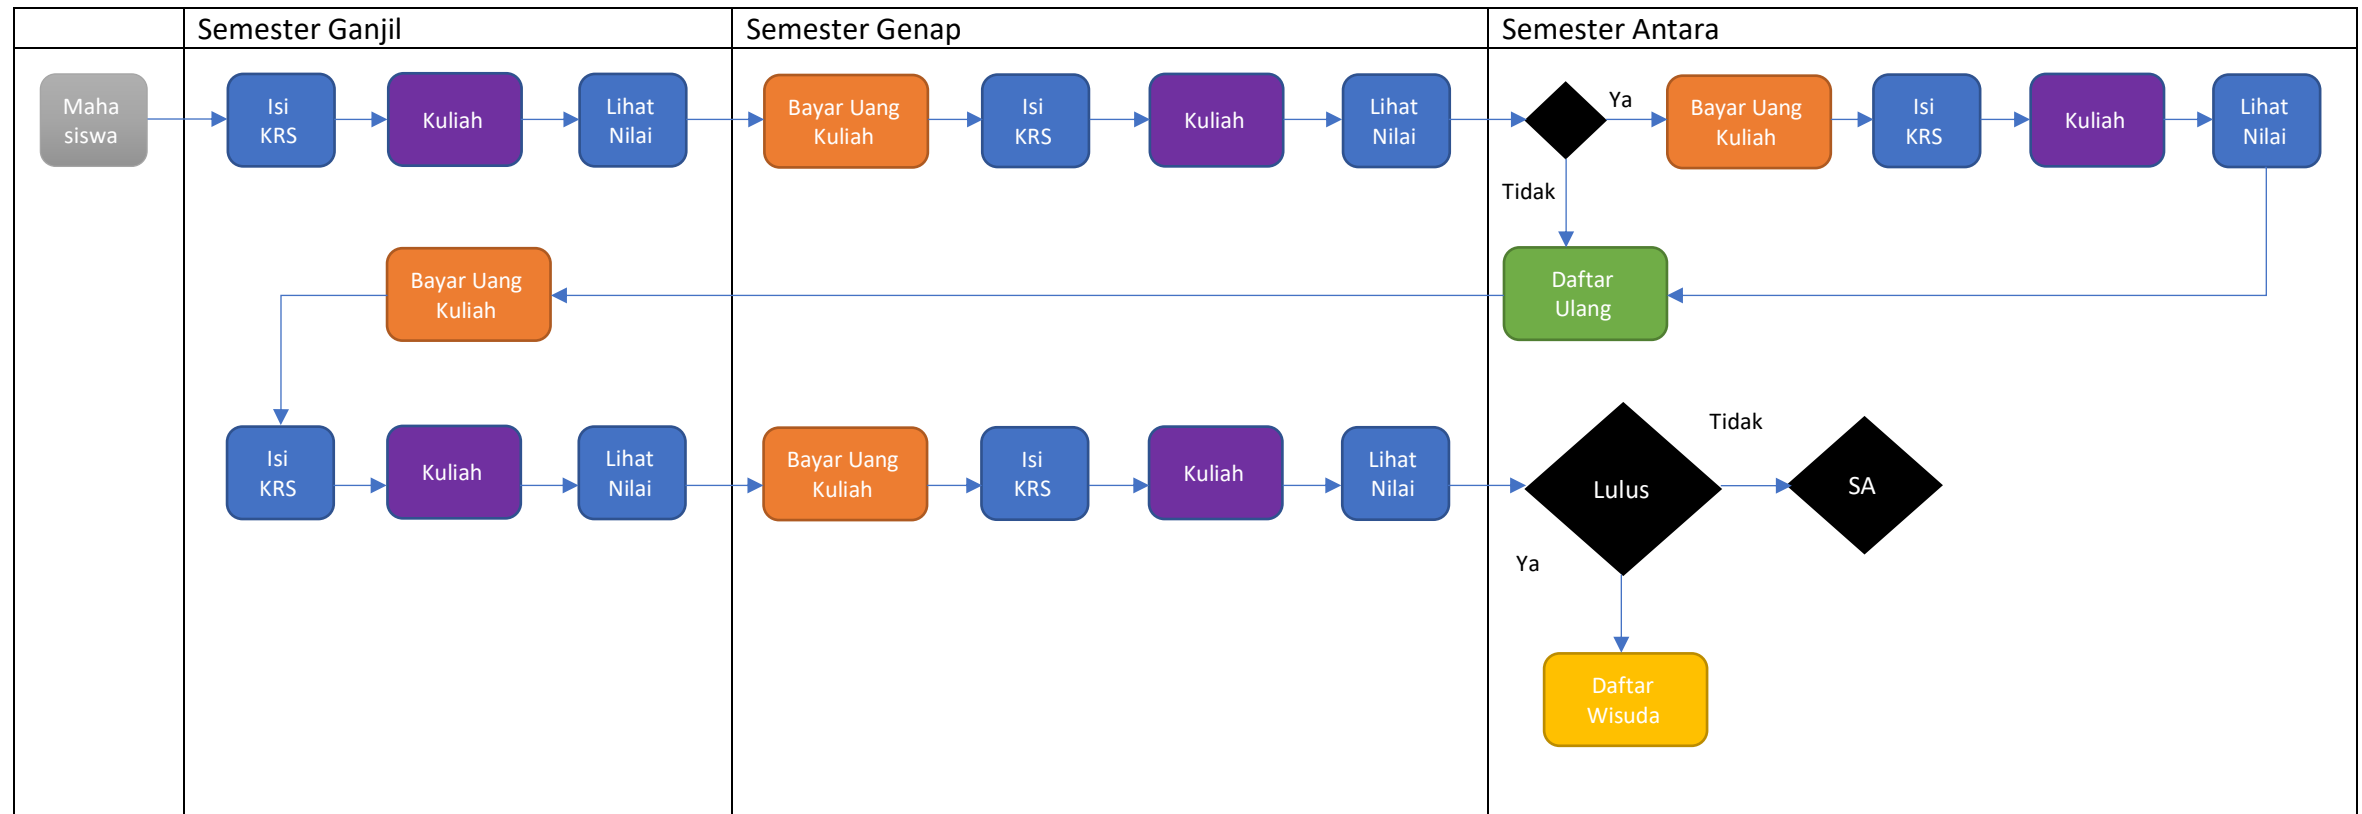 Semester Ganjil
Semester Genap
Semester Antara
Maha
siswa
Isi
KRS
Kuliah
Lihat
Nilai
Bayar Uang
Kuliah
Isi
KRS
Kuliah
Lihat
Nilai
Ya
Tidak
Bayar Uang
Kuliah
Isi
KRS
Kuliah
Lihat
Nilai
Bayar Uang
Kuliah
Daftar
Ulang
Isi
KRS
Kuliah
Lihat
Nilai
Bayar Uang
Kuliah
Isi
KRS
Kuliah
Lihat
Nilai
Lulus
Tidak
SA
Ya
Daftar
Wisuda